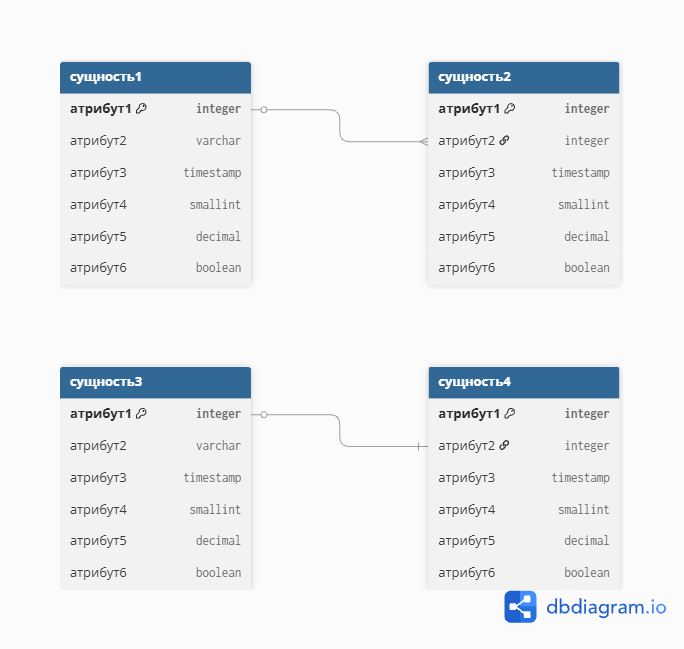 сущность1
атрибут1 integer
атрибут2 varchar
атрибут3 timestamp
атрибут4 smallint
атрибут5 decimal
атрибут6 boolean
сущность2
атрибут1 integer
атрибут2 integer
атрибут3 timestamp
атрибут4 smallint
атрибут5 decimal
атрибут6 boolean
сущность3
атрибут1 integer
атрибут2 varchar
атрибут3 timestamp
атрибут4 smallint
атрибут5 decimal
атрибут6 boolean
сущность4
атрибут1 integer
атрибут2 integer
атрибут3 timestamp
атрибут4 smallint
атрибут5 decimal
атрибут6 boolean
dbdiagram.io